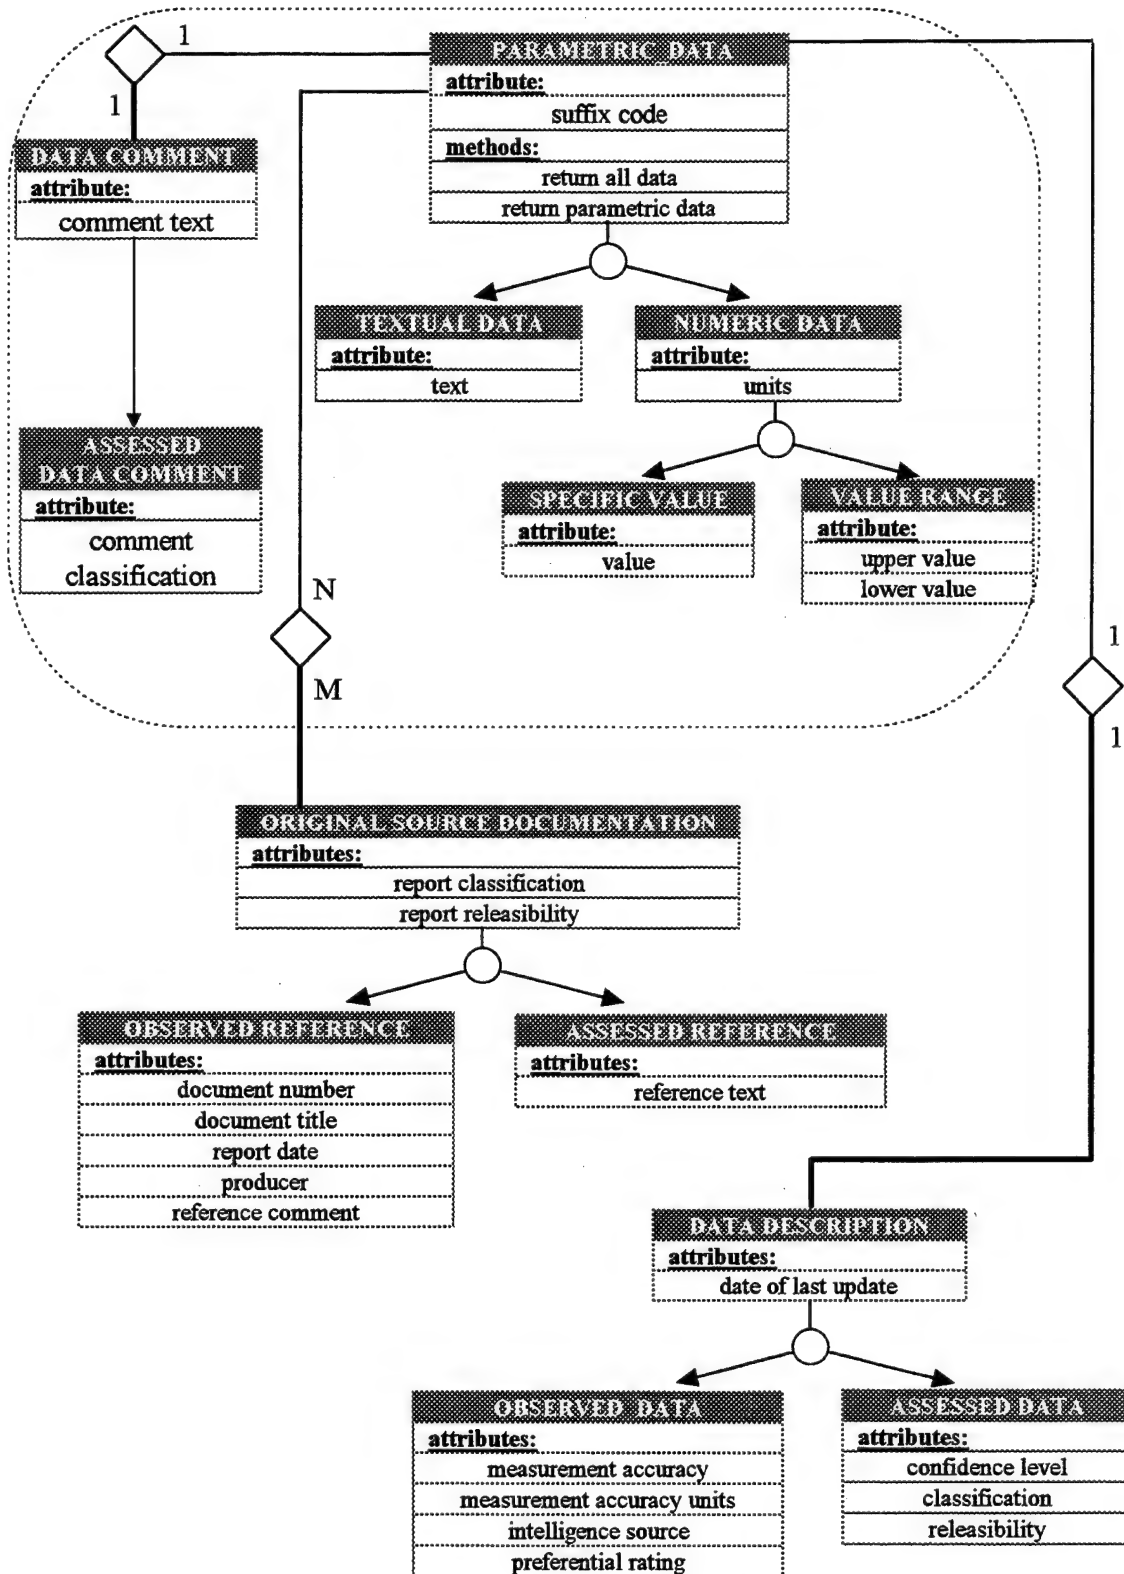 1
PARAMETRIC DATA
attribute:
suffix code
methods:
return all data
return parametric data
1
DATA COMMENT
attribute:
comment text
TEXTUAL DATA
attribute:
text
NUMERIC DATA
attribute:
units
ASSESSED
DATA COMMENT
attribute:
comment
classification
SPECIFIC VALUE
attribute:
value
VALUE RANGE
attribute:
upper value
lower value
N
M
1
1
ORIGINAL SOURCE DOCUMENTATION
attributes:
report classification
report releasibility
OBSERVED REFERENCE
attributes:
document number
document title
report date
producer
reference comment
ASSESSED REFERENCE
attributes:
reference text
DATA DESCRIPTION
attributes:
date of last update
OBSERVED DATA
attributes:
measurement accuracy
measurement accuracy units
intelligence source
preferential rating
ASSESSED DATA
attributes:
confidence level
classification
releasibility